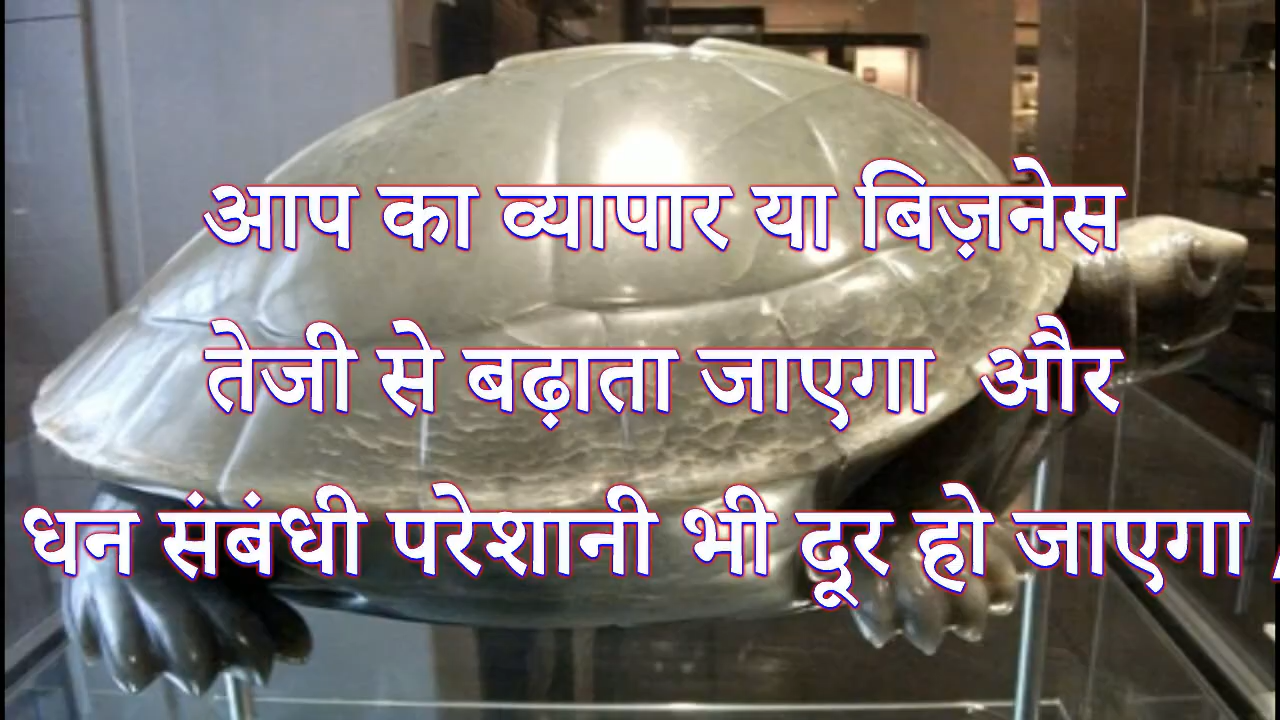 आप का व्यापार या बिज़नेस
तेजी से बढ़ाता जाएगा और
धन संबंधी परेशानी भी दूर हो जाएगा